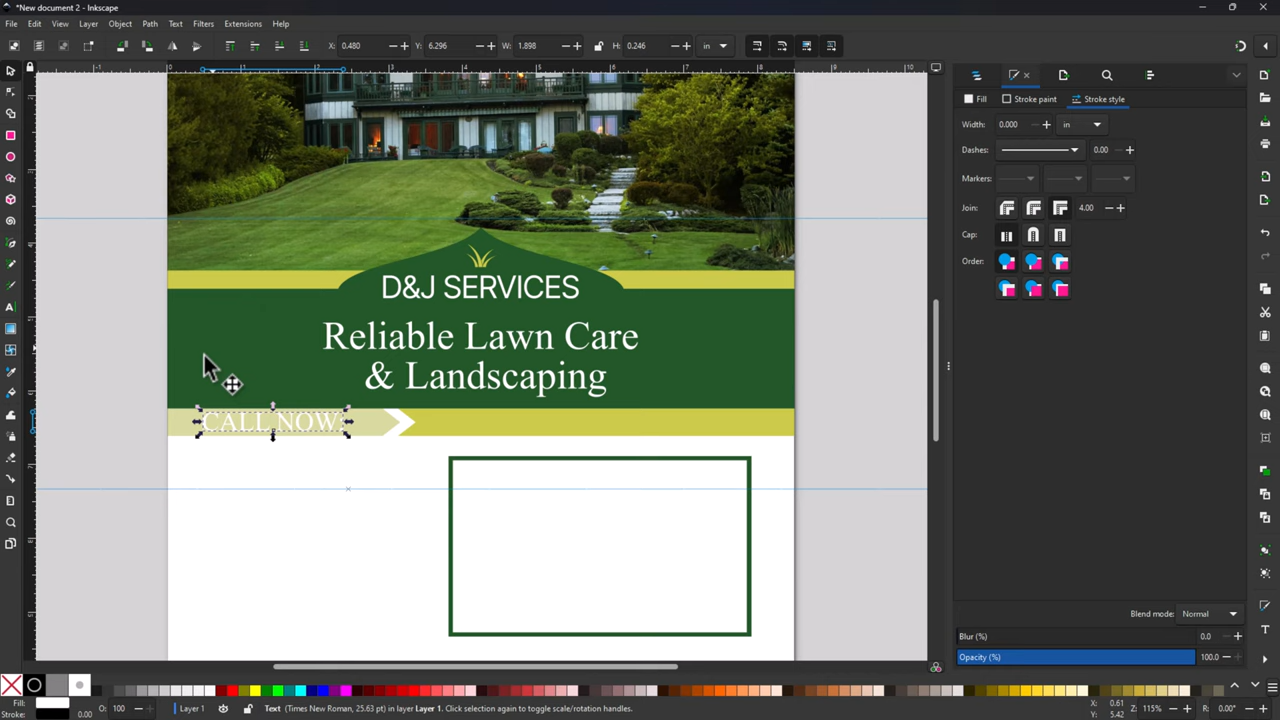 *New document 2 - Inkscape
File Edit View Layer Object Path Text Filters Extensions Help
X: 0.480 Y: 6.296 W: 1.898 H: 0.246 in
Fill Stroke paint Stroke style
Width: 0.000 in
Dashes: 0.00
Markers:
Join: 4.00
Cap:
Order:
D&J SERVICES
Reliable Lawn Care
& Landscaping
CALL NOW
Blend mode: Normal
Blur (%) 0.0
Opacity (%) 100.0
Fill:
Stroke: 0.00
O: 100
Layer 1
Text (Times New Roman, 25.63 pt) in layer Layer 1. Click selection again to toggle scale/rotation handles.
X: 0.61
Y: 5.42
Z: 115%
R: 0.00°